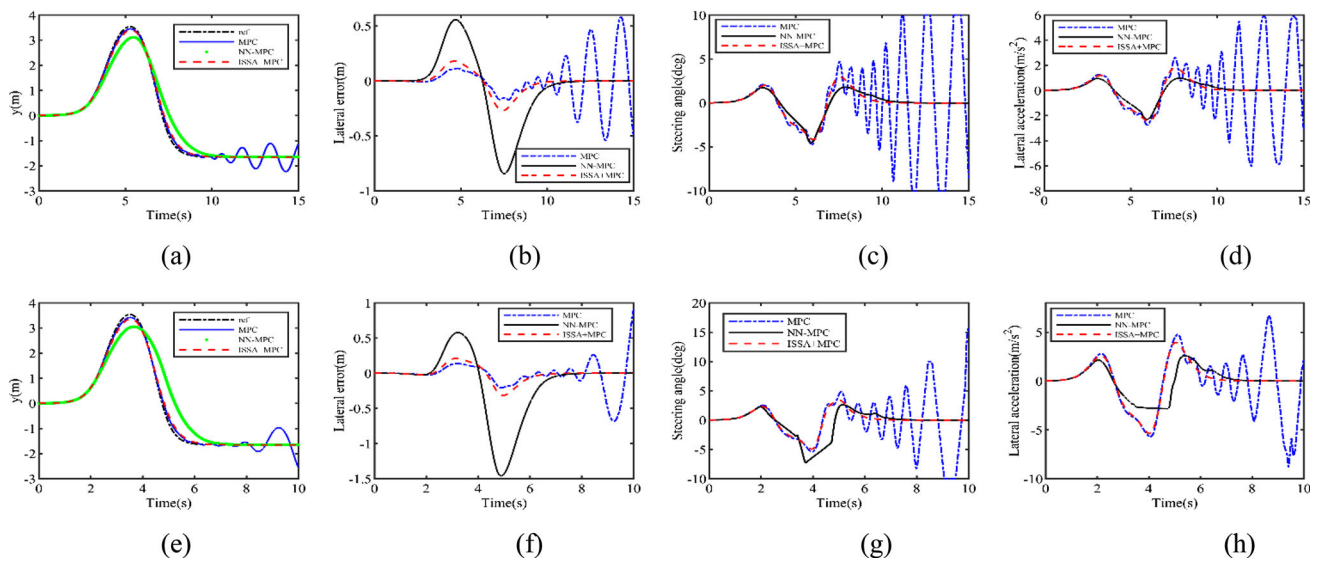 4
3
2
1
0
-1
-2
3
y(m)
0
5
10
15
Time(s)
ref
MPC
NN-MPC
ISSA+MPC
(a)
1
0.5
0
-0.5
-1
Lateral error(m)
0
5
10
15
Time(s)
MPC
NN-MPC
ISSA+MPC
(b)
10
5
0
-5
-10
Steering angle(deg)
0
5
10
15
Time(s)
MPC
NN-MPC
ISSA+MPC
(c)
6
4
2
0
-2
-4
-6
-8
Lateral acceleration(m/s²)
0
5
10
15
Time(s)
MPC
NN-MPC
ISSA+MPC
(d)
4
3
2
1
0
-1
-2
3
y(m)
0
2
4
6
8
10
Time(s)
ref
MPC
NN-MPC
ISSA MPC
(e)
1
0.5
0
-0.5
-1
-1.5
Lateral error(m)
0
2
4
6
8
10
Time(s)
MPC
NN-MPC
ISSA+MPC
(f)
20
15
10
5
0
-5
-10
Steering angle(deg)
0
2
4
6
8
10
Time(s)
MPC
NN-MPC
ISSA+MPC
(g)
10
5
0
-5
-10
Lateral acceleration(m/s²)
0
2
4
6
8
10
Time(s)
MPC
NN-MPC
ISSA+MPC
(h)